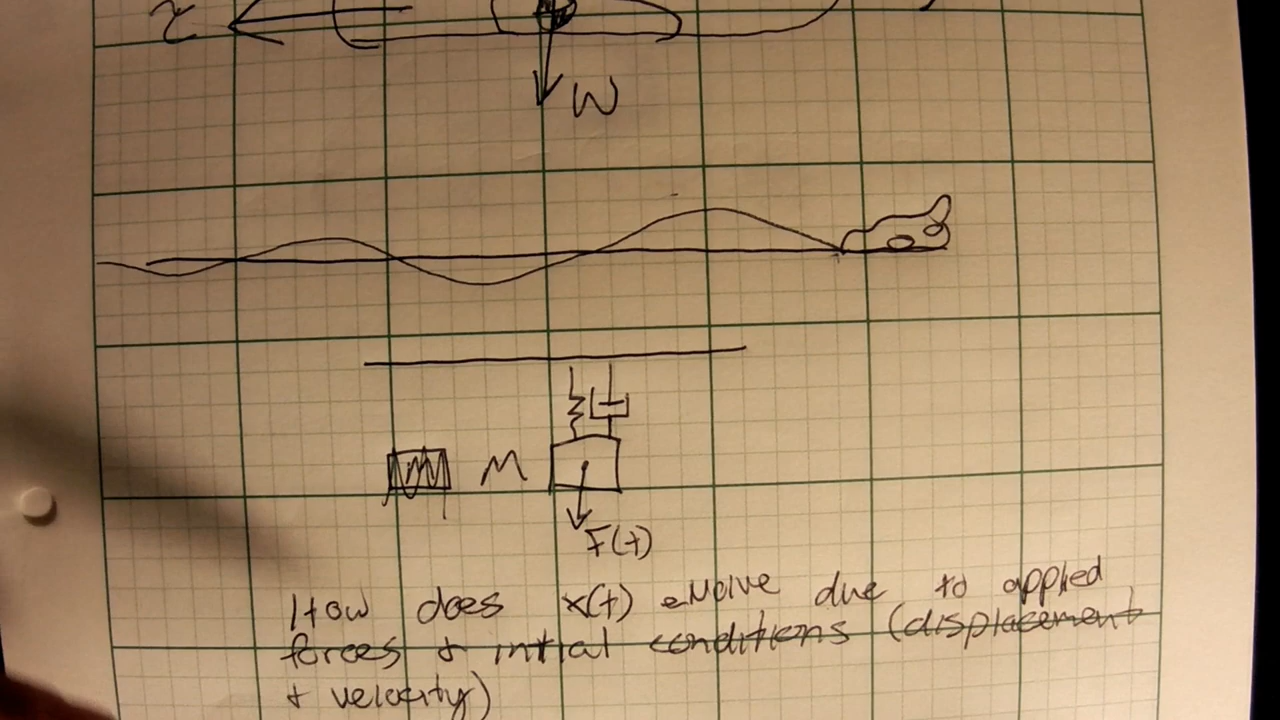 x
W
M
F(t)
How does x(t) evolve due to applied
forces & initial conditions (displacement
& velocity)